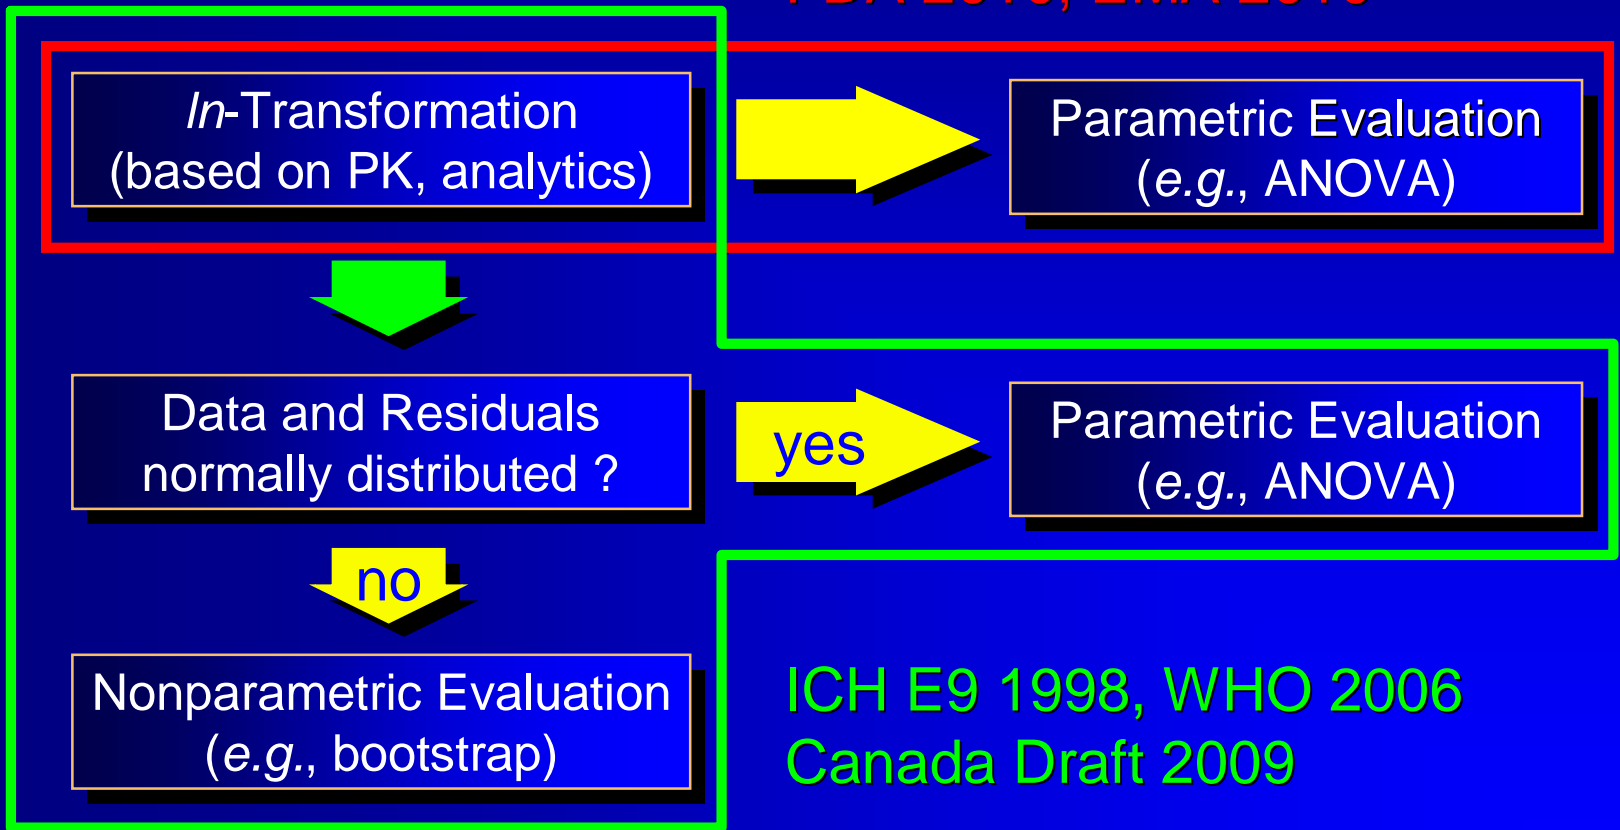 ln-Transformation
(based on PK, analytics)
Parametric Evaluation
(e.g., ANOVA)
Data and Residuals
normally distributed ?
yes
Parametric Evaluation
(e.g., ANOVA)
no
Nonparametric Evaluation
(e.g., bootstrap)
ICH E9 1998, WHO 2006
Canada Draft 2009